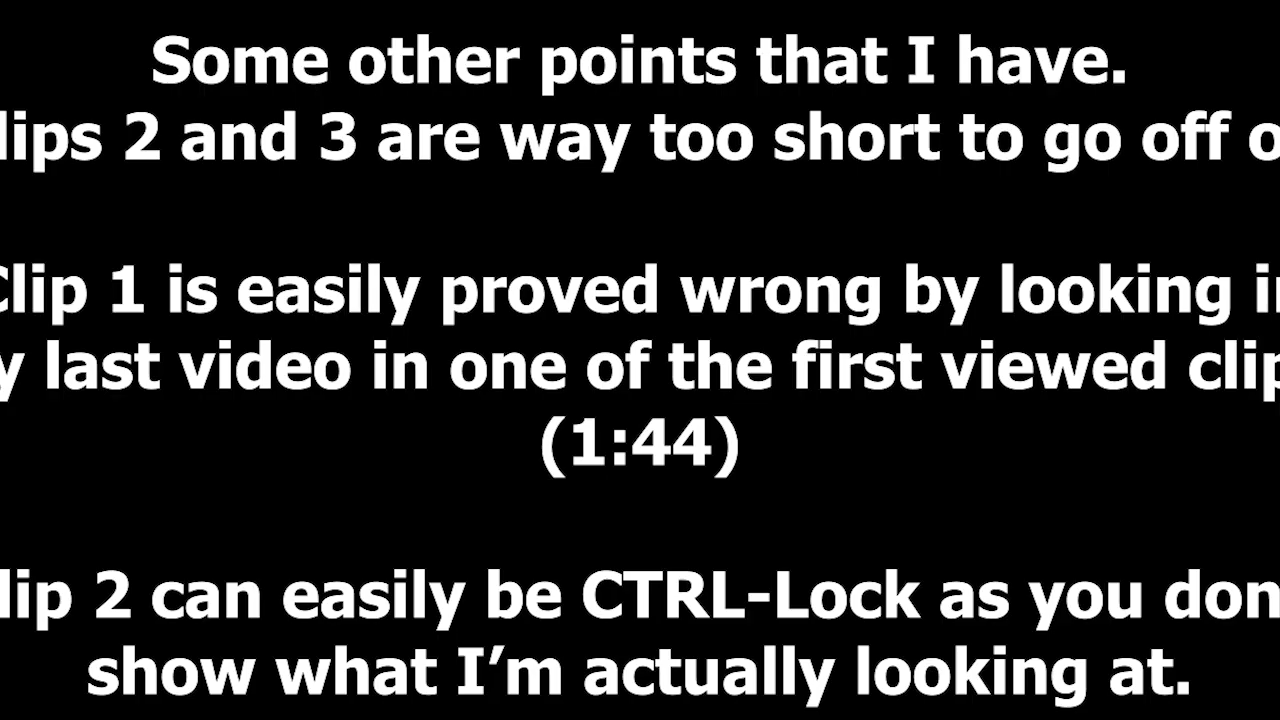 Some other points that I have.
lips 2 and 3 are way too short to go off o
Clip 1 is easily proved wrong by looking in
y last video in one of the first viewed clip
(1:44)
lip 2 can easily be CTRL-Lock as you don
show what I’m actually looking at.